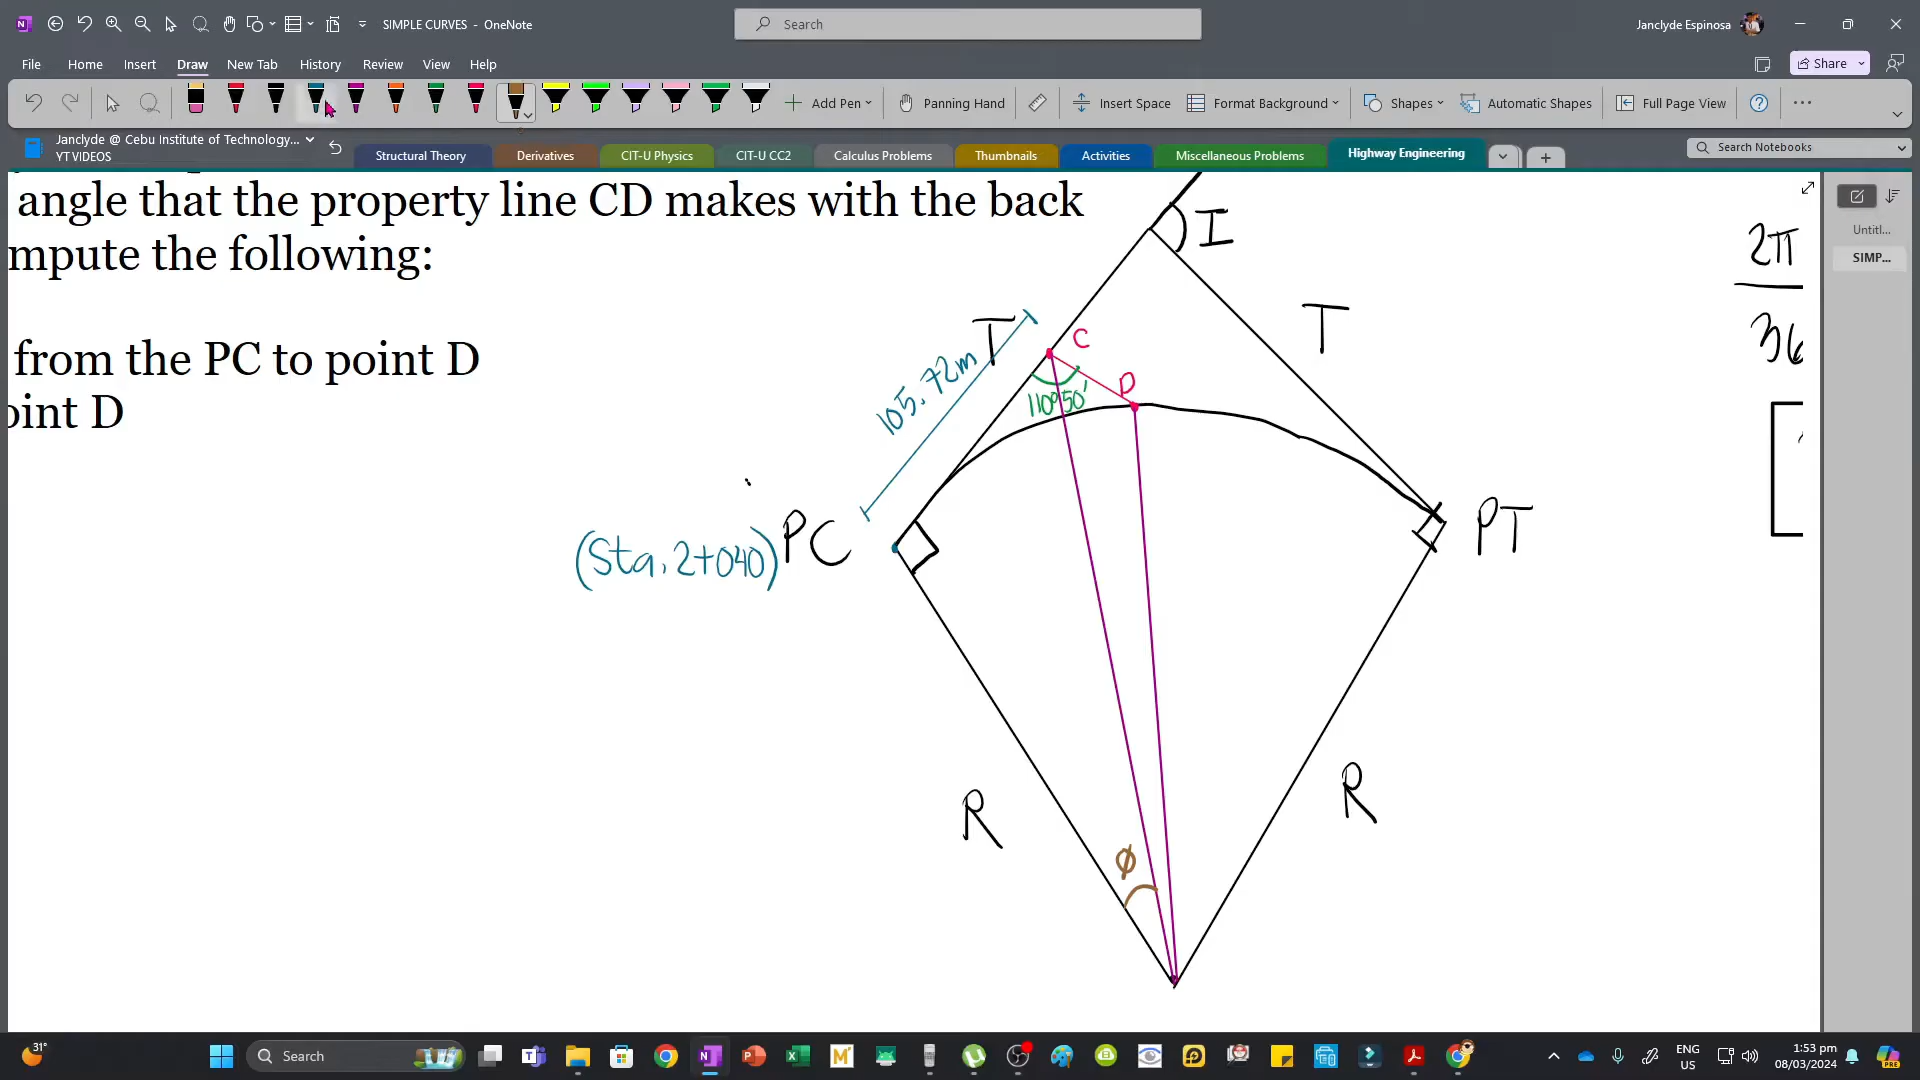 SIMPLE CURVES - OneNote
Search
Janclyde Espinosa
File Home Insert Draw New Tab History Review View Help
Share
Add Pen
Panning Hand
Insert Space
Format Background
Shapes
Automatic Shapes
Full Page View
Janclyde @ Cebu Institute of Technology...
YT VIDEOS
Structural Theory
Derivatives
CIT-U Physics
CIT-U CC2
Calculus Problems
Thumbnails
Activities
Miscellaneous Problems
Highway Engineering
Search Notebooks
angle that the property line CD makes with the back
mpute the following:
from the PC to point D
oint D
I
T
T
C
D
105.72m
110°50'
(Sta. 2+040)
PC
PT
R
R
φ
2π
36
Untitl...
SIMP...
31°
Search
ENG
US
1:53 pm
08/03/2024